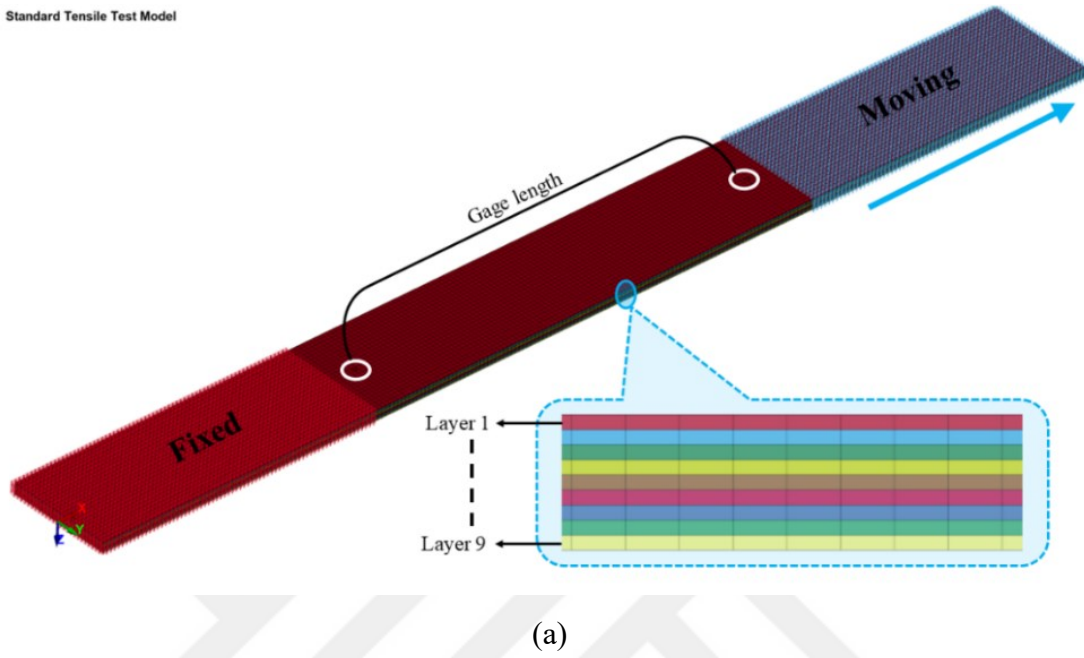 Standard Tensile Test Model
Moving
Gage length
Fixed
X
Y
Z
Layer 1
Layer 9
(a)